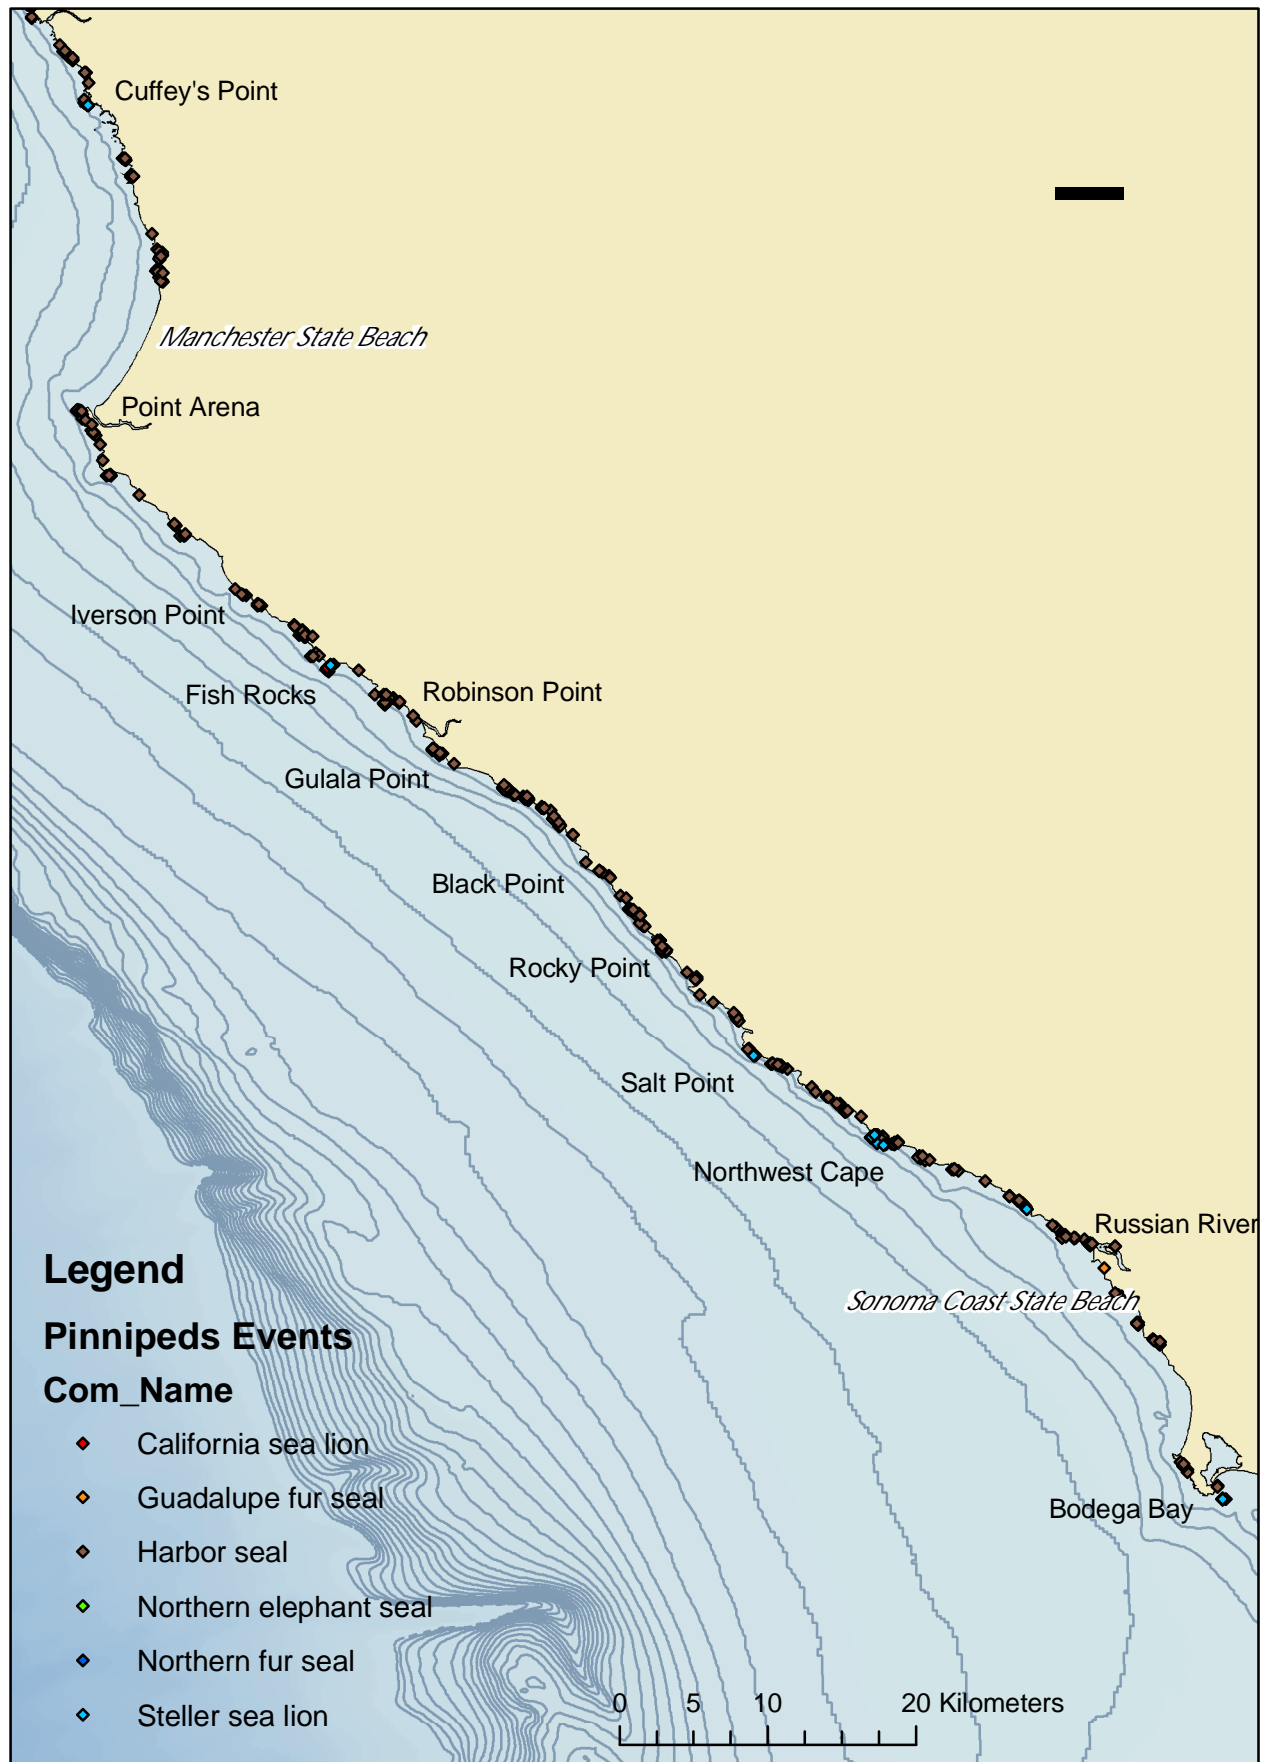 Cuffey's Point
Manchester State Beach
Point Arena
Iverson Point
Fish Rocks
Robinson Point
Gulala Point
Black Point
Rocky Point
Salt Point
Northwest Cape
Russian River
Sonoma Coast State Beach
Bodega Bay
Legend
Pinnipeds Events
Com_Name
California sea lion
Guadalupe fur seal
Harbor seal
Northern elephant seal
Northern fur seal
Steller sea lion
0 5 10 20 Kilometers